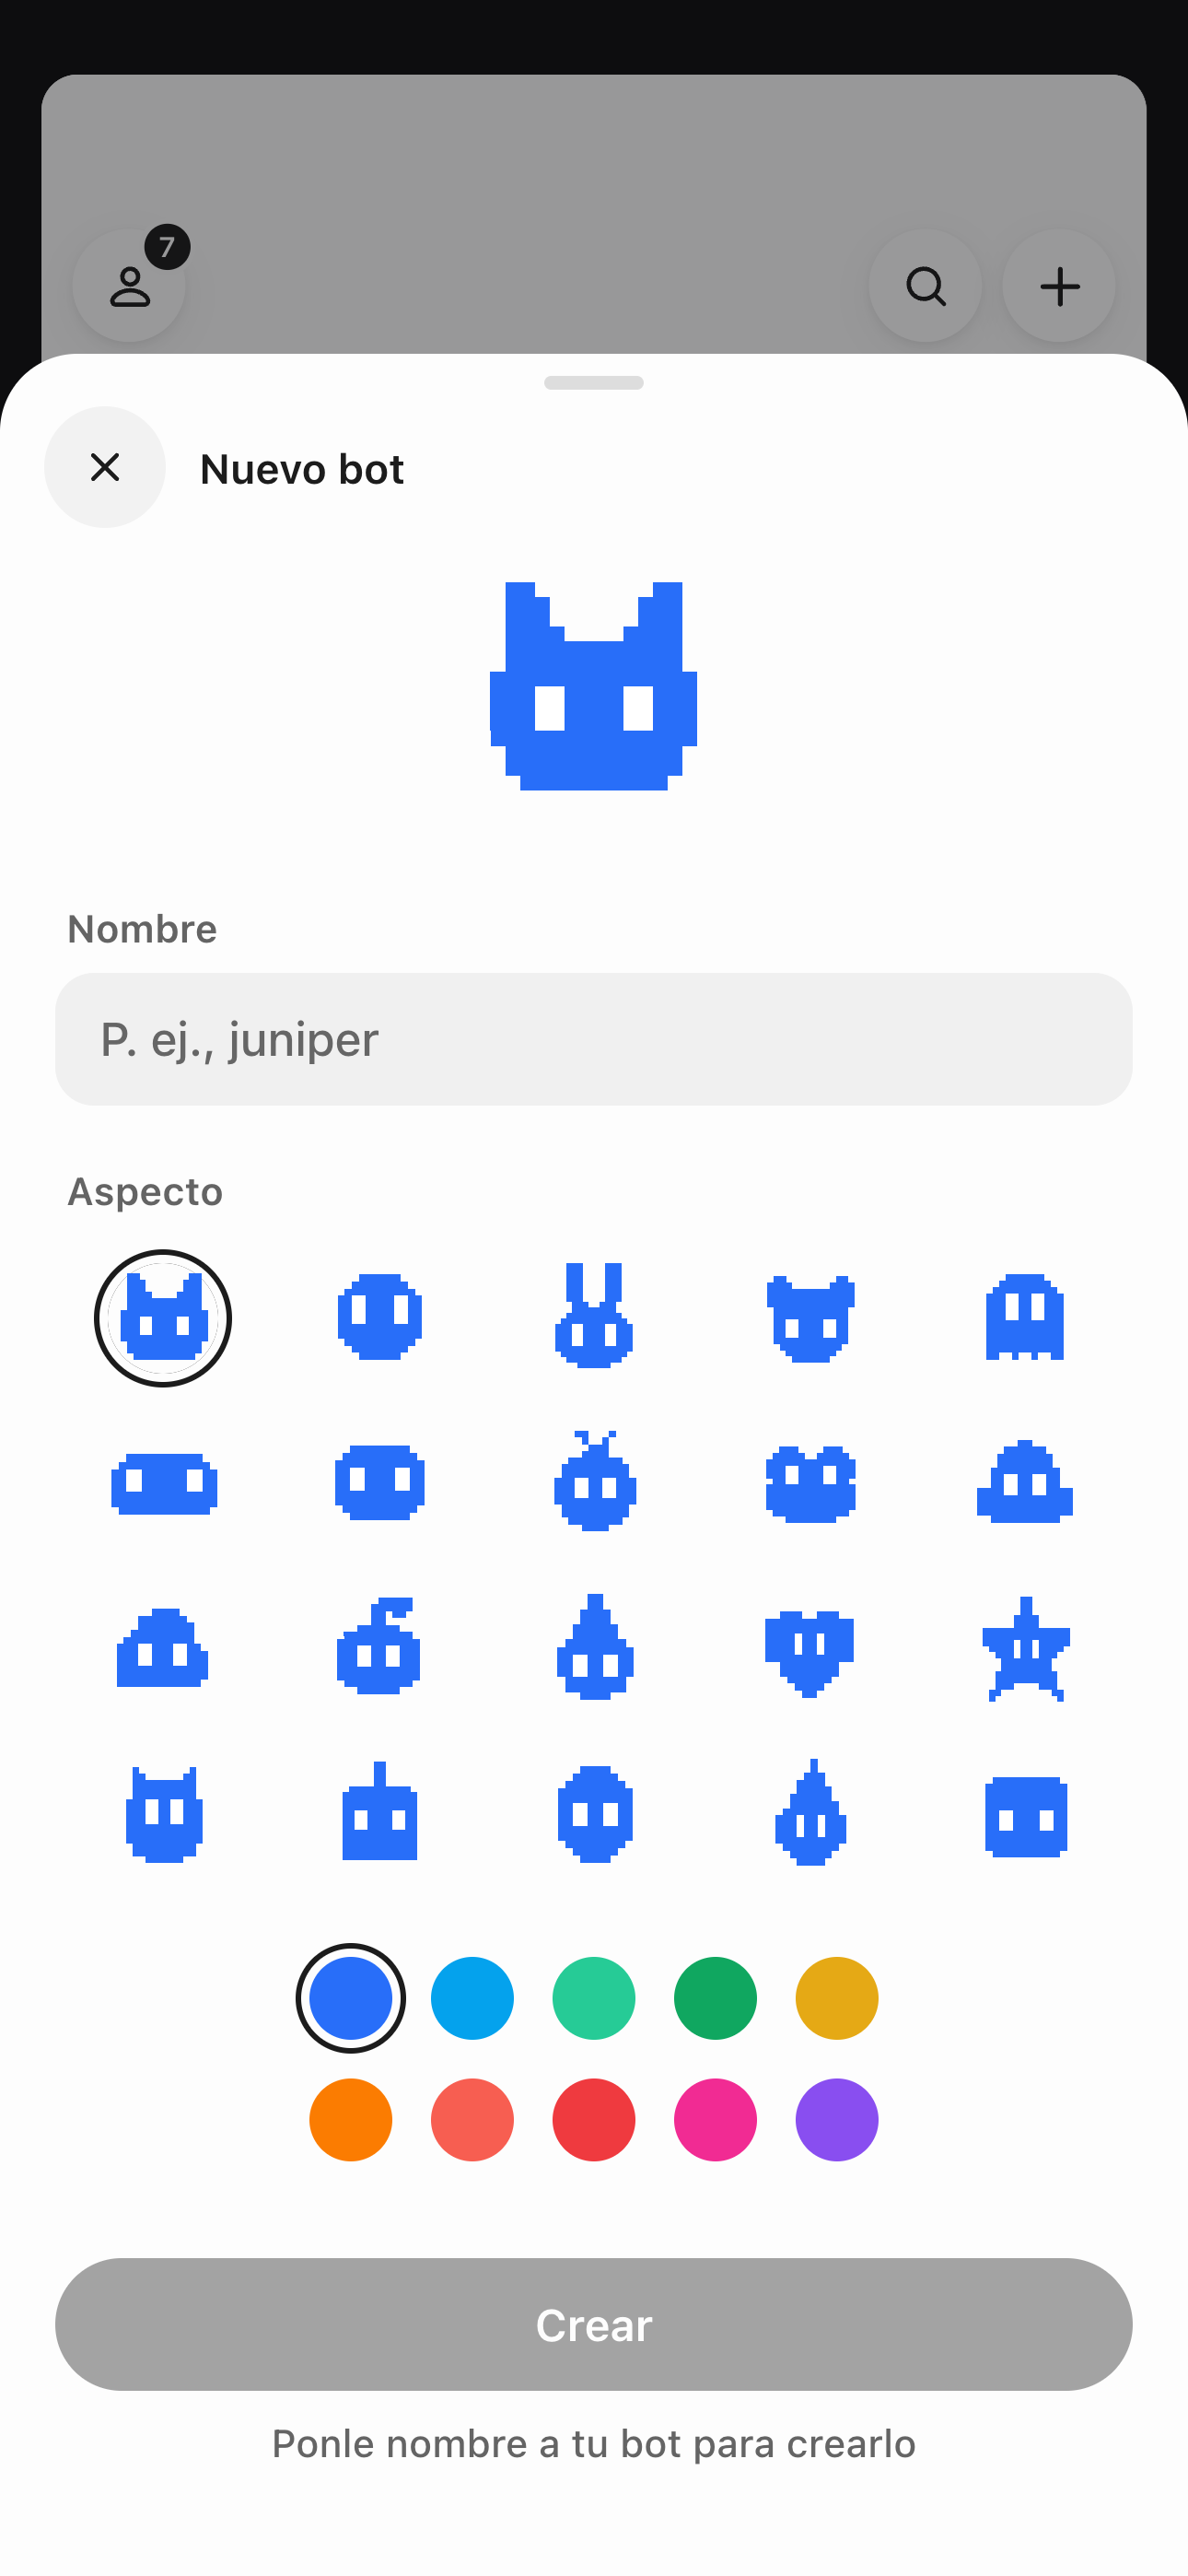 7
Nuevo bot
Nombre
P. ej., juniper
Aspecto
Crear
Ponle nombre a tu bot para crearlo